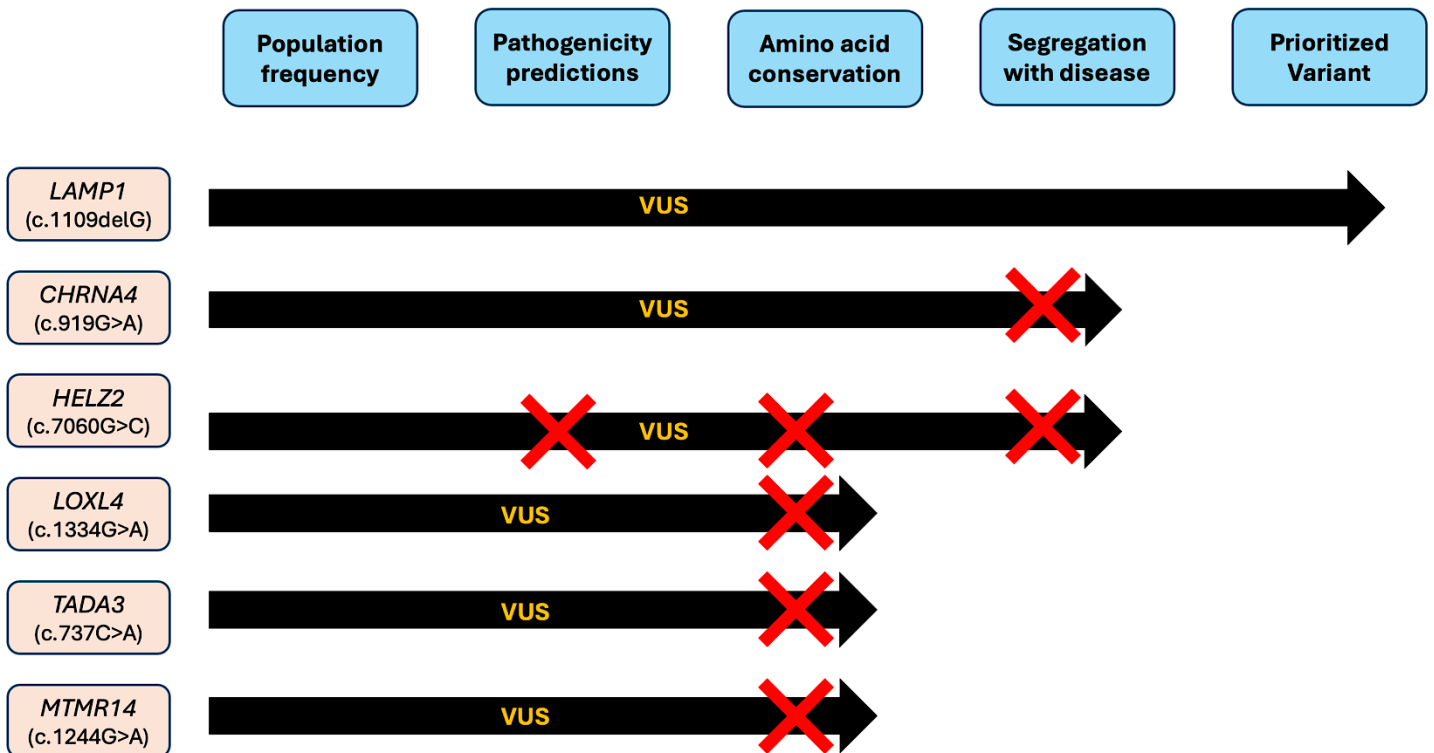 Population
frequency
Pathogenicity
predictions
Amino acid
conservation
Segregation
with disease
Prioritized
Variant
LAMP1
(c.1109delG)
VUS
CHRNA4
(c.919G>A)
VUS
HELZ2
(c.7060G>C)
VUS
LOXL4
(c.1334G>A)
VUS
TADA3
(c.737C>A)
VUS
MTMR14
(c.1244G>A)
VUS